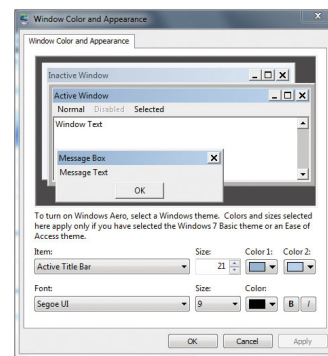 Window Color and Appearance
Window Color and Appearance
Inactive Window
Active Window
Normal Disabled Selected
Window Text
Message Box
Message Text
OK
To turn on Windows Aero, select a Windows theme. Colors and sizes selected
here apply only if you have selected the Windows 7 Basic theme or an Ease of
Access theme.
Item: Size: Color 1: Color 2:
Active Title Bar 21
Font: Size: Color:
Segoe UI 9 B I
OK Cancel Apply